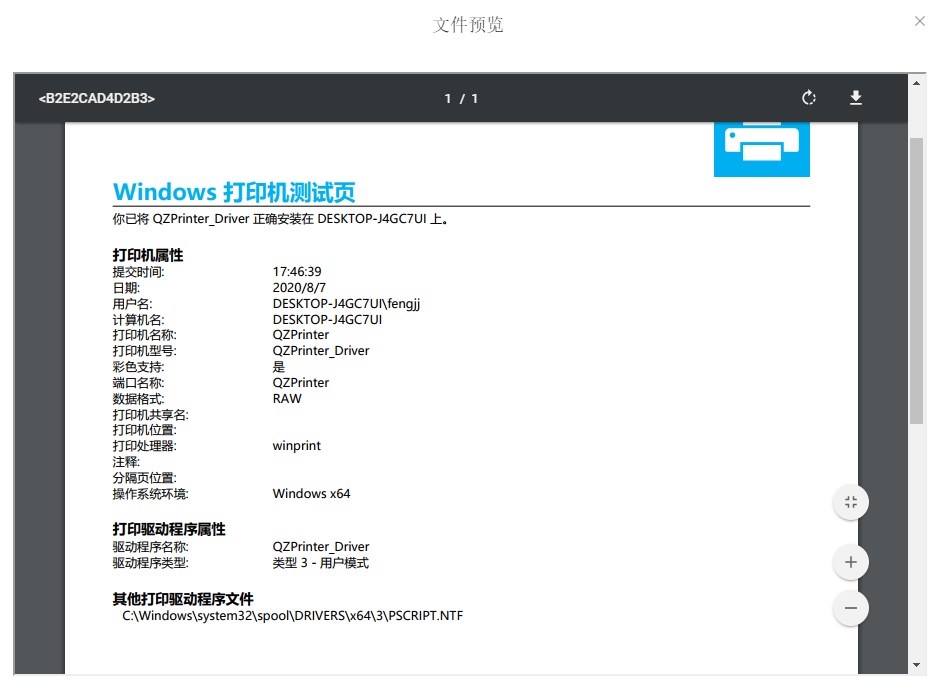 文件预览
<B2E2CAD4D2B3>
1 / 1
Windows 打印机测试页
你已将 QZPrinter_Driver 正确安装在 DESKTOP-J4GC7UI 上。
打印机属性
提交时间: 17:46:39
日期: 2020/8/7
用户名: DESKTOP-J4GC7UI\fengjj
计算机名: DESKTOP-J4GC7UI
打印机名称: QZPrinter
打印机型号: QZPrinter_Driver
彩色支持: 是
端口名称: QZPrinter
数据格式: RAW
打印机共享名:
打印机位置:
打印处理器: winprint
注释:
分隔页位置:
操作系统环境: Windows x64
打印驱动程序属性
驱动程序名称: QZPrinter_Driver
驱动程序类型: 类型 3 - 用户模式
其他打印驱动程序文件
C:\Windows\system32\spool\DRIVERS\x64\3\PSCRIPT.NTF